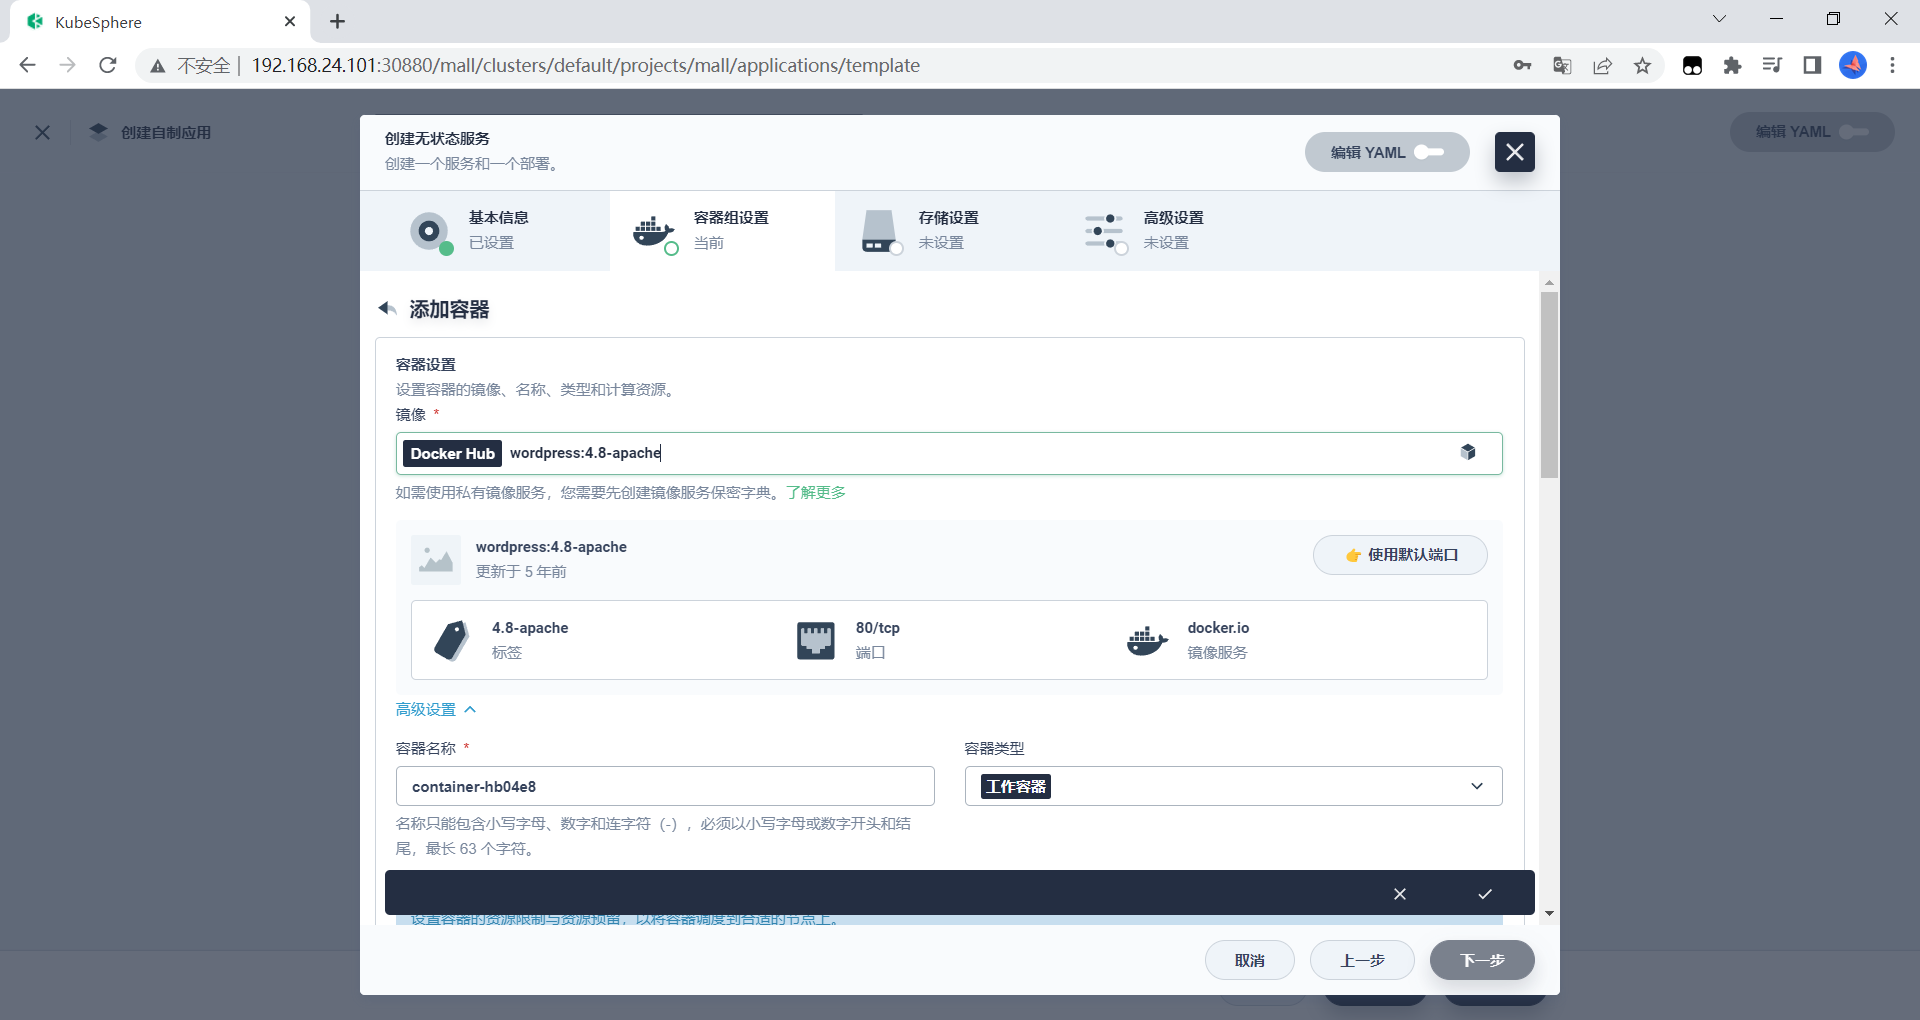 KubeSphere
不安全
192.168.24.101:30880/mall/clusters/default/projects/mall/applications/template
创建自制应用
编辑 YAML
创建无状态服务
创建一个服务和一个部署。
编辑 YAML
基本信息
已设置
容器组设置
当前
存储设置
未设置
高级设置
未设置
添加容器
容器设置
设置容器的镜像、名称、类型和计算资源。
镜像 *
Docker Hub wordpress:4.8-apache
如需使用私有镜像服务，您需要先创建镜像服务保密字典。了解更多
wordpress:4.8-apache
更新于 5 年前
👉 使用默认端口
4.8-apache
标签
80/tcp
端口
docker.io
镜像服务
高级设置
容器名称 *
容器类型
container-hb04e8
工作容器
名称只能包含小写字母、数字和连字符（-），必须以小写字母或数字开头和结
尾，最长 63 个字符。
设置容器的资源限制与资源预留，以将容器调度到合适的节点上。
取消
上一步
下一步